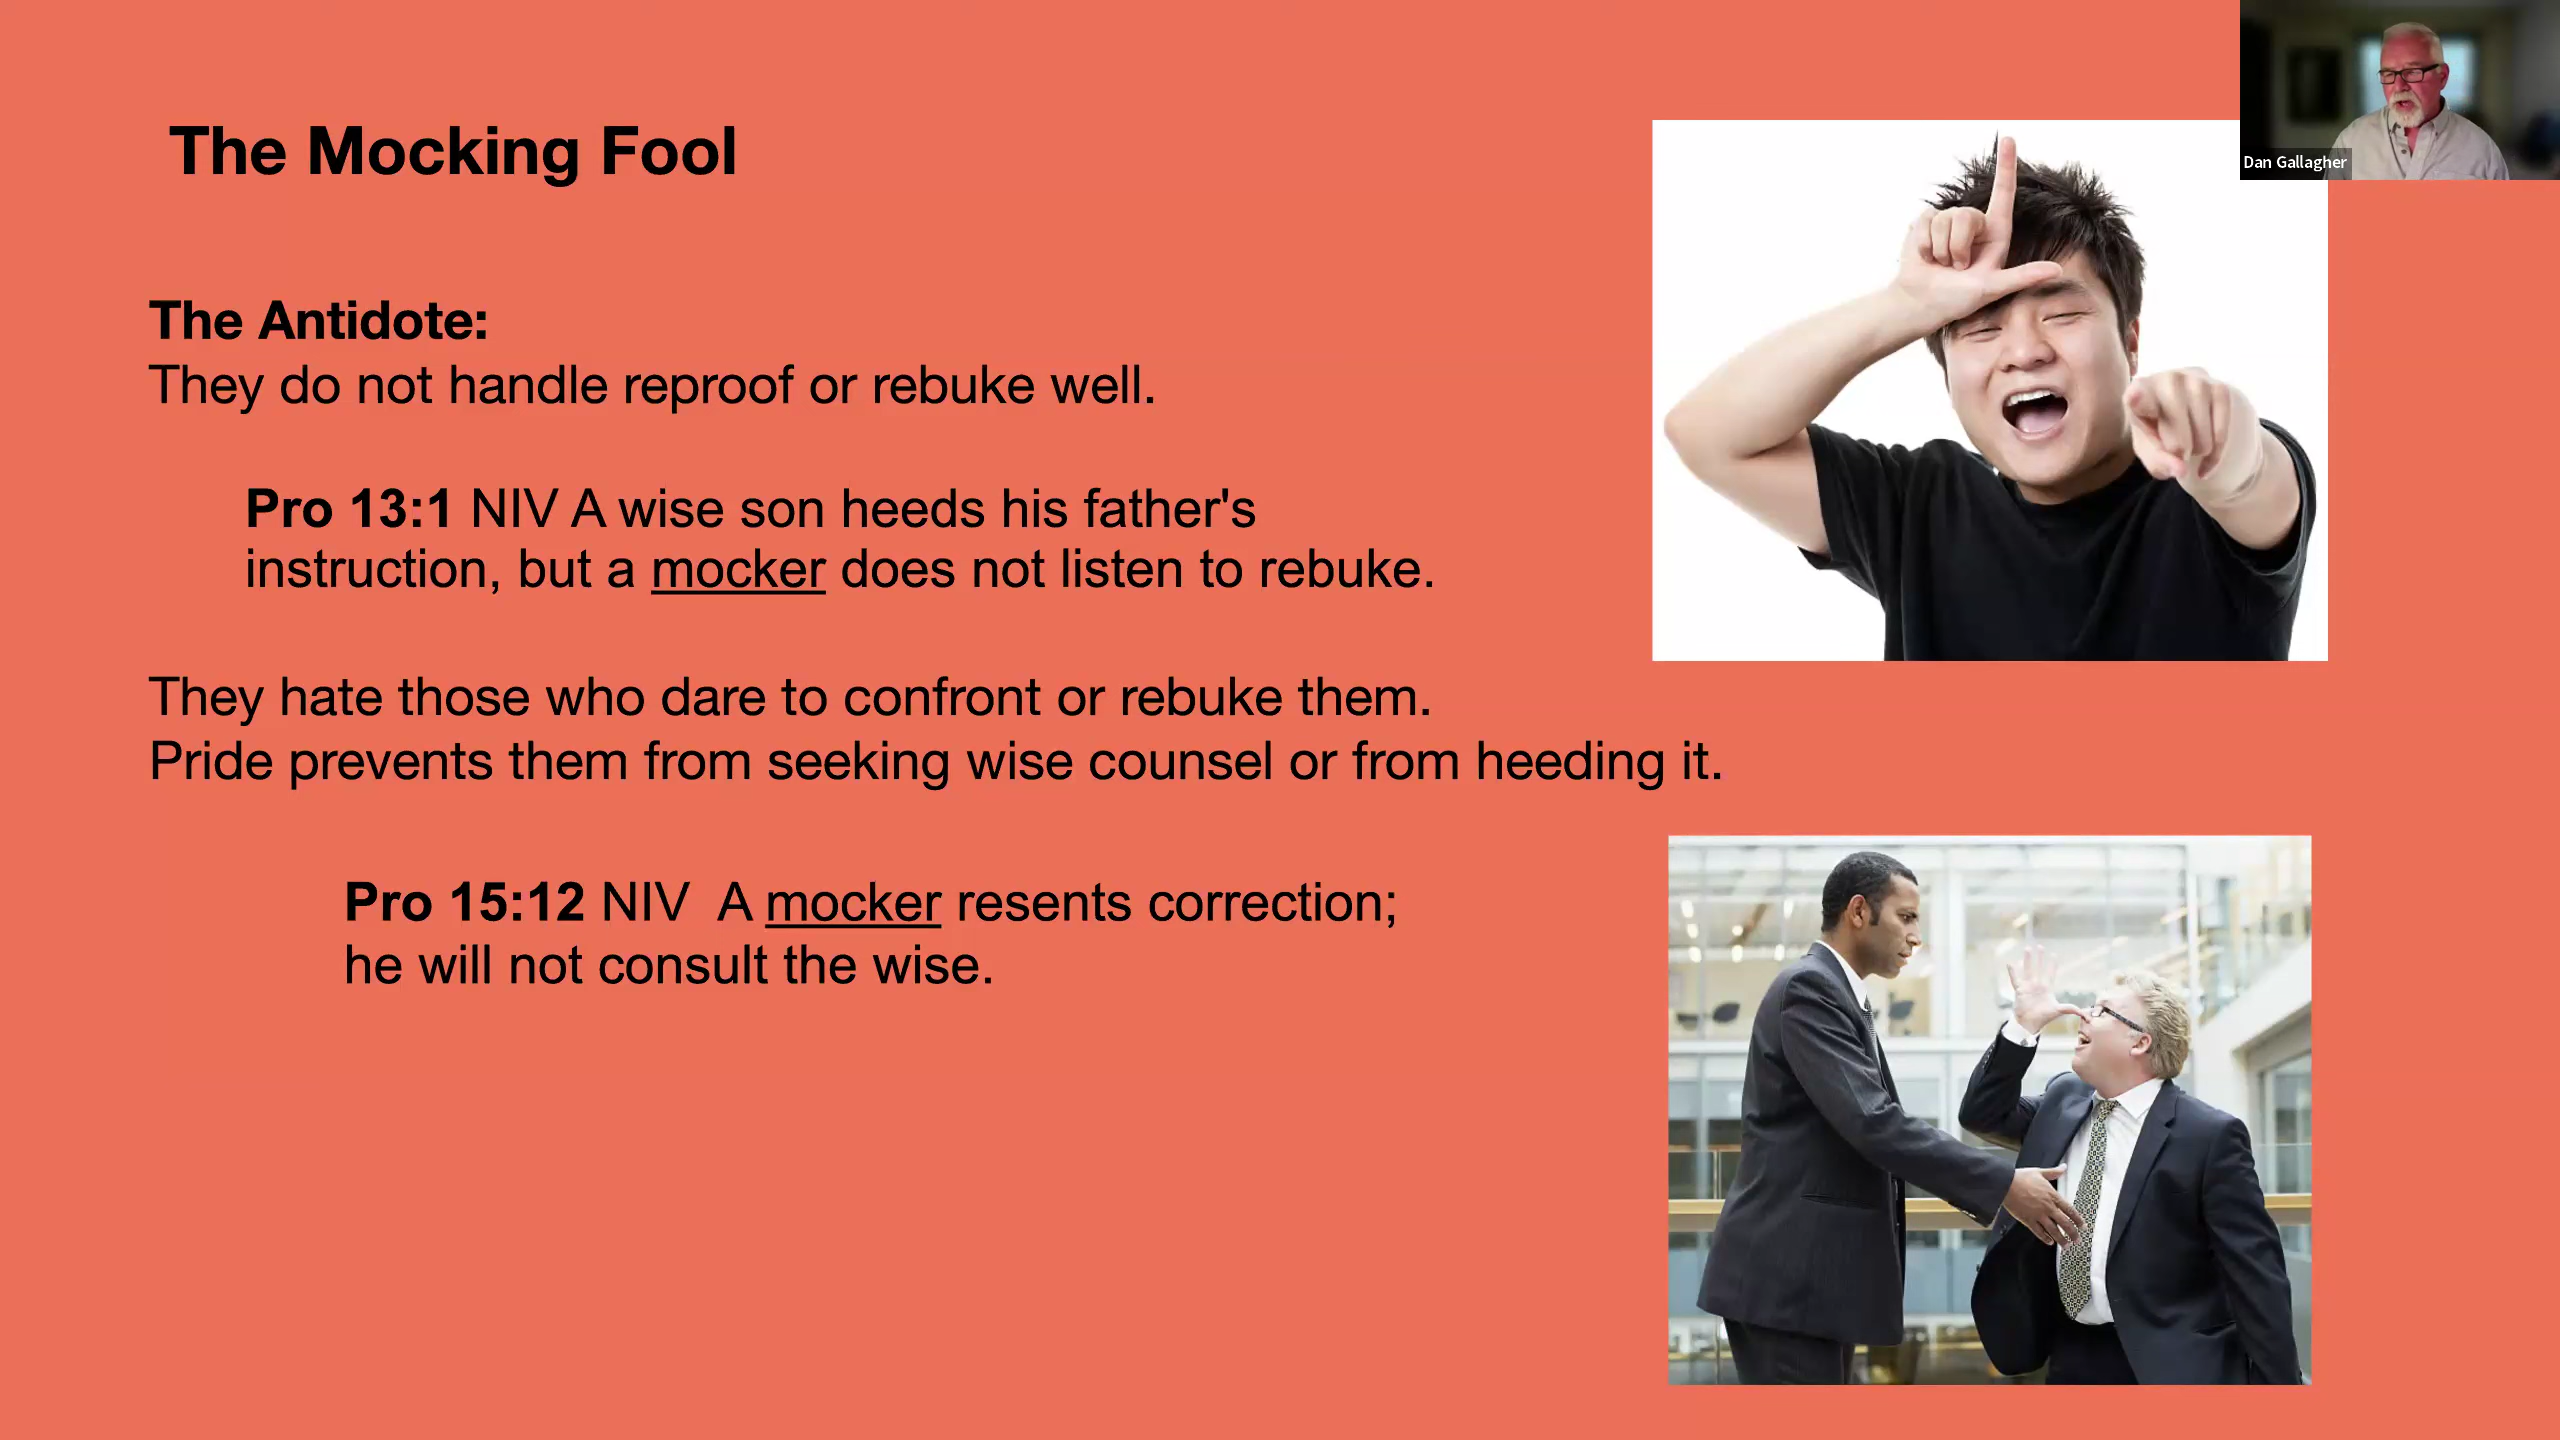 The Mocking Fool
Dan Gallagher
The Antidote:
They do not handle reproof or rebuke well.
Pro 13:1 NIV A wise son heeds his father's
instruction, but a mocker does not listen to rebuke.
They hate those who dare to confront or rebuke them.
Pride prevents them from seeking wise counsel or from heeding it.
Pro 15:12 NIV  A mocker resents correction;
he will not consult the wise.